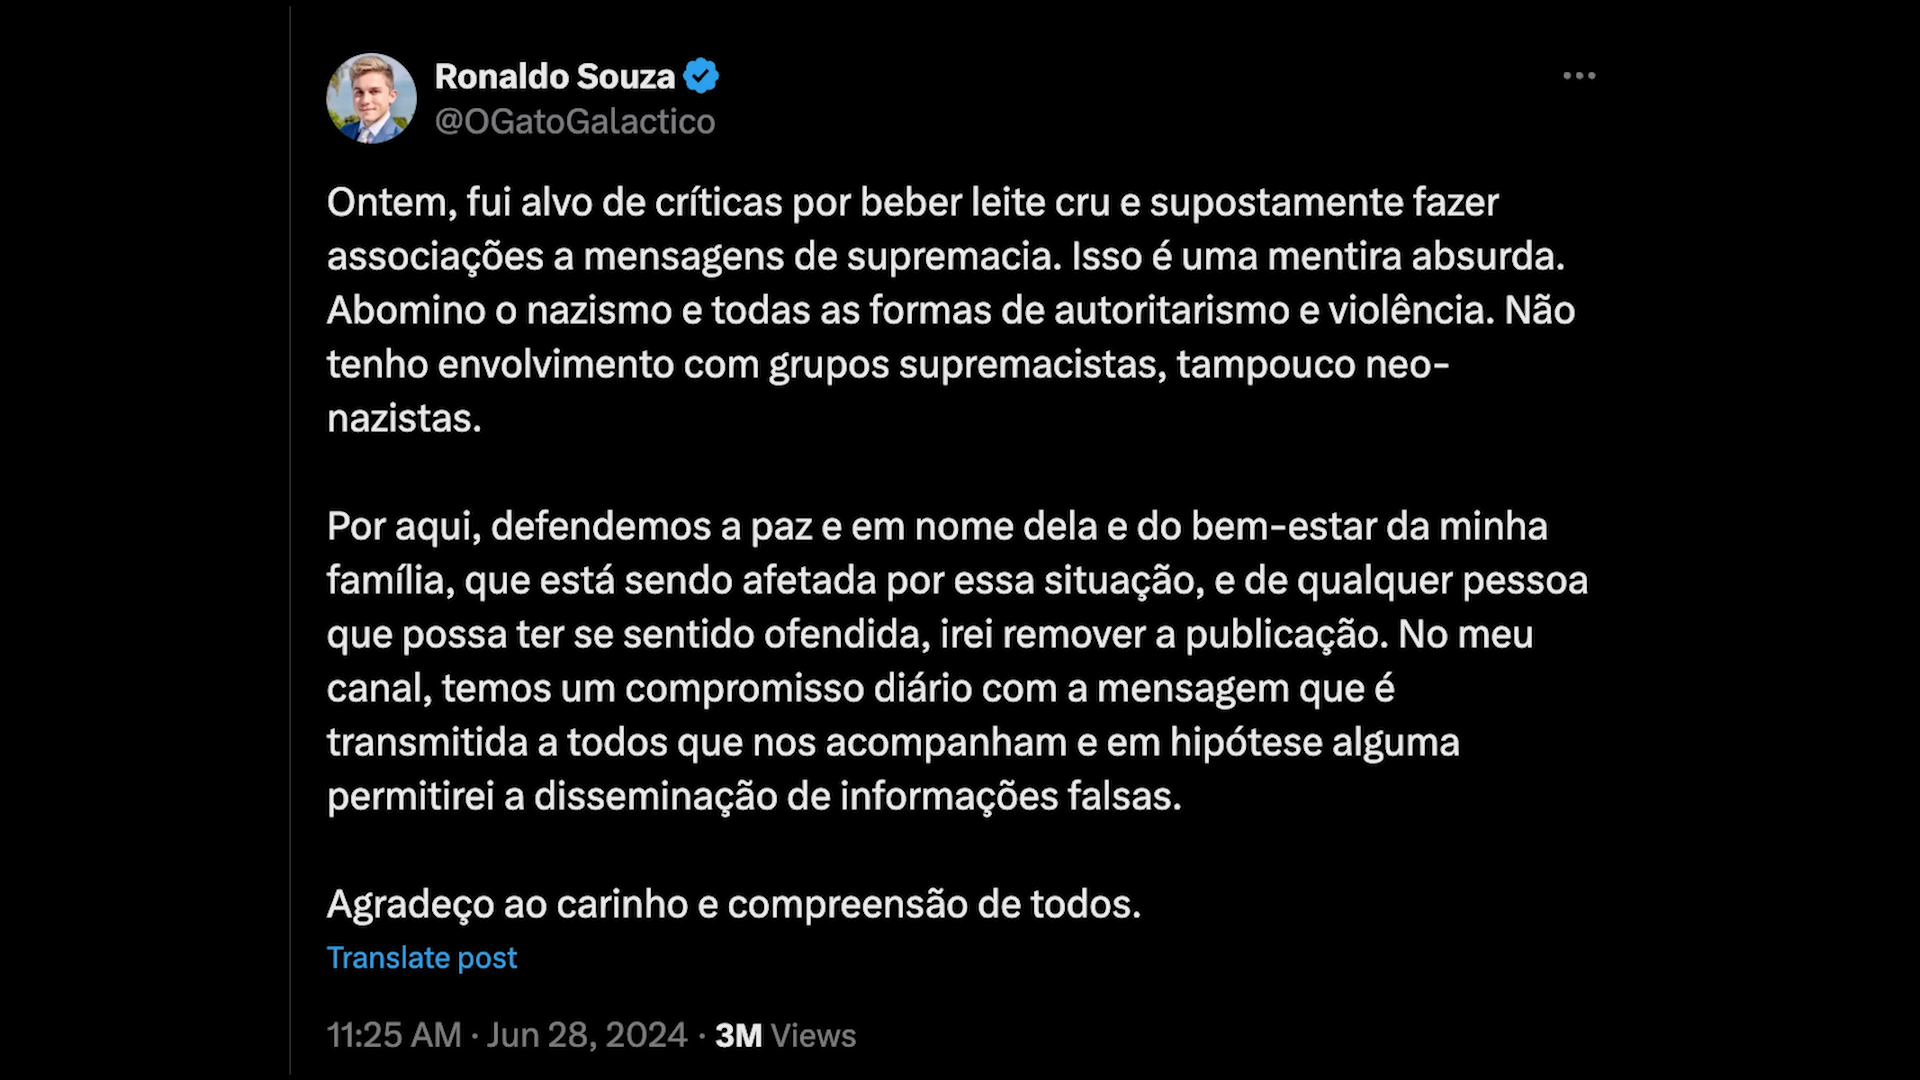 Ronaldo Souza
@OGatoGalactico
Ontem, fui alvo de críticas por beber leite cru e supostamente fazer
associações a mensagens de supremacia. Isso é uma mentira absurda.
Abomino o nazismo e todas as formas de autoritarismo e violência. Não
tenho envolvimento com grupos supremacistas, tampouco neo-
nazistas.
Por aqui, defendemos a paz e em nome dela e do bem-estar da minha
família, que está sendo afetada por essa situação, e de qualquer pessoa
que possa ter se sentido ofendida, irei remover a publicação. No meu
canal, temos um compromisso diário com a mensagem que é
transmitida a todos que nos acompanham e em hipótese alguma
permitirei a disseminação de informações falsas.
Agradeço ao carinho e compreensão de todos.
Translate post
11:25 AM · Jun 28, 2024 · 3M Views